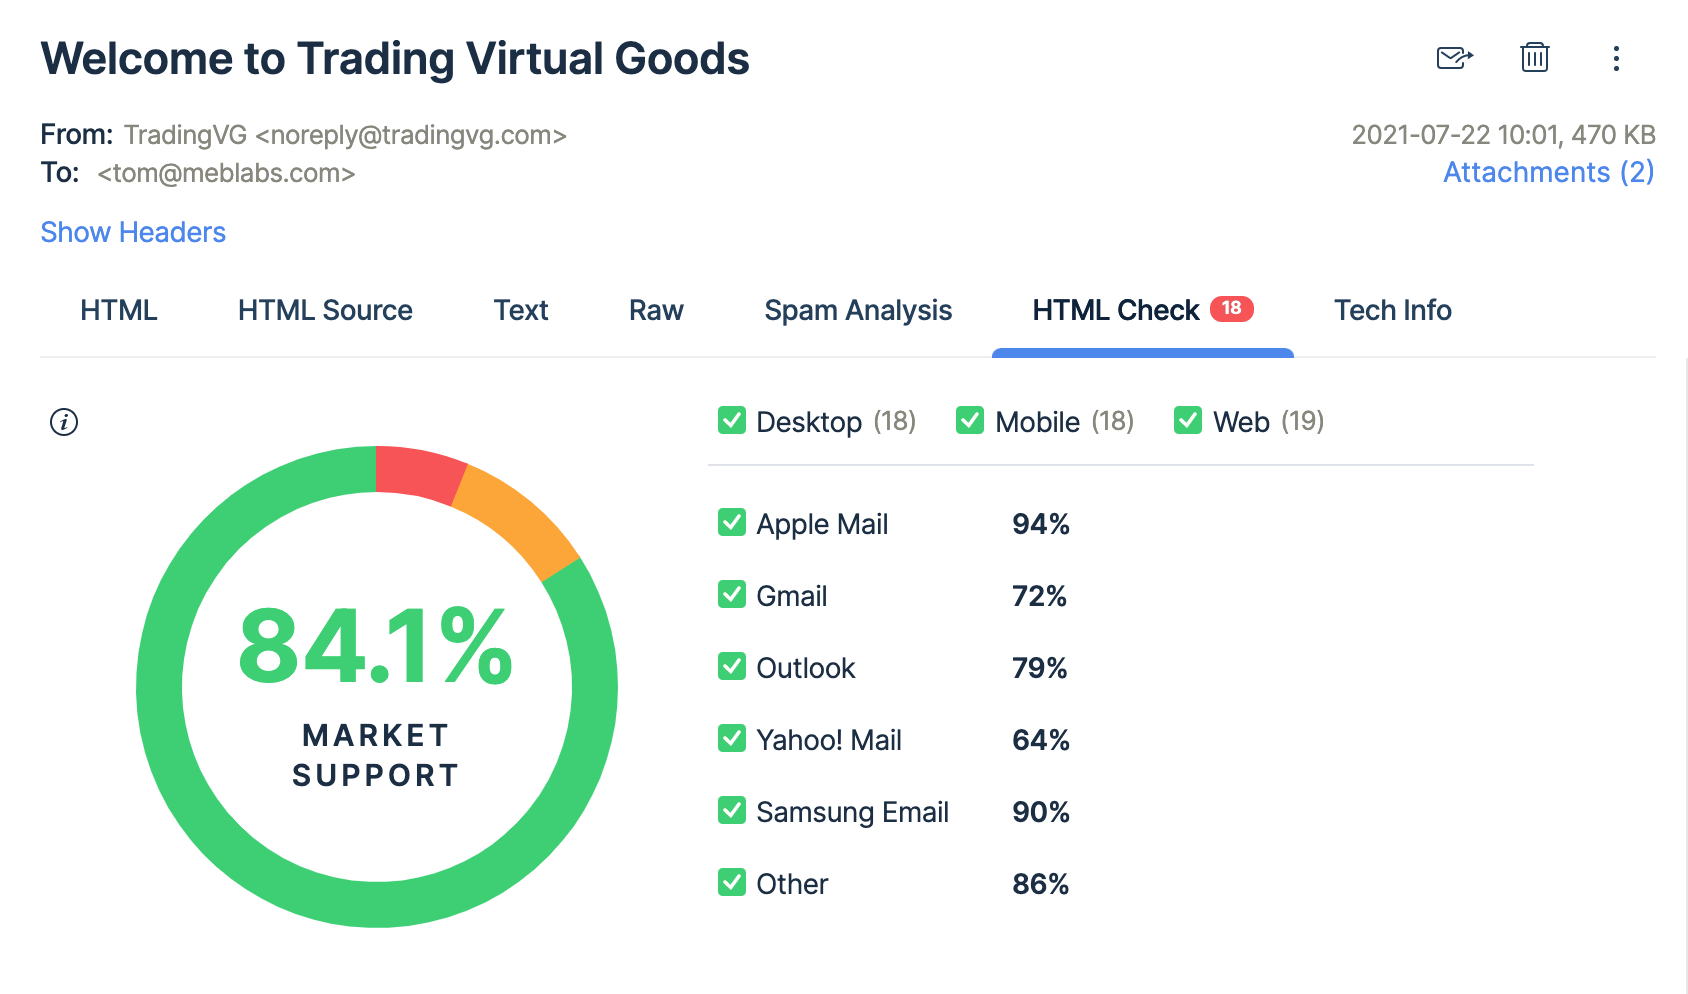 Welcome to Trading Virtual Goods
From: TradingVG <noreply@tradingvg.com>
2021-07-22 10:01, 470 KB
To: <tom@meblabs.com>
Attachments (2)
Show Headers
HTML HTML Source Text Raw Spam Analysis HTML Check 18 Tech Info
i
Desktop (18) Mobile (18) Web (19)
84.1%
MARKET
SUPPORT
Apple Mail 94%
Gmail 72%
Outlook 79%
Yahoo! Mail 64%
Samsung Email 90%
Other 86%